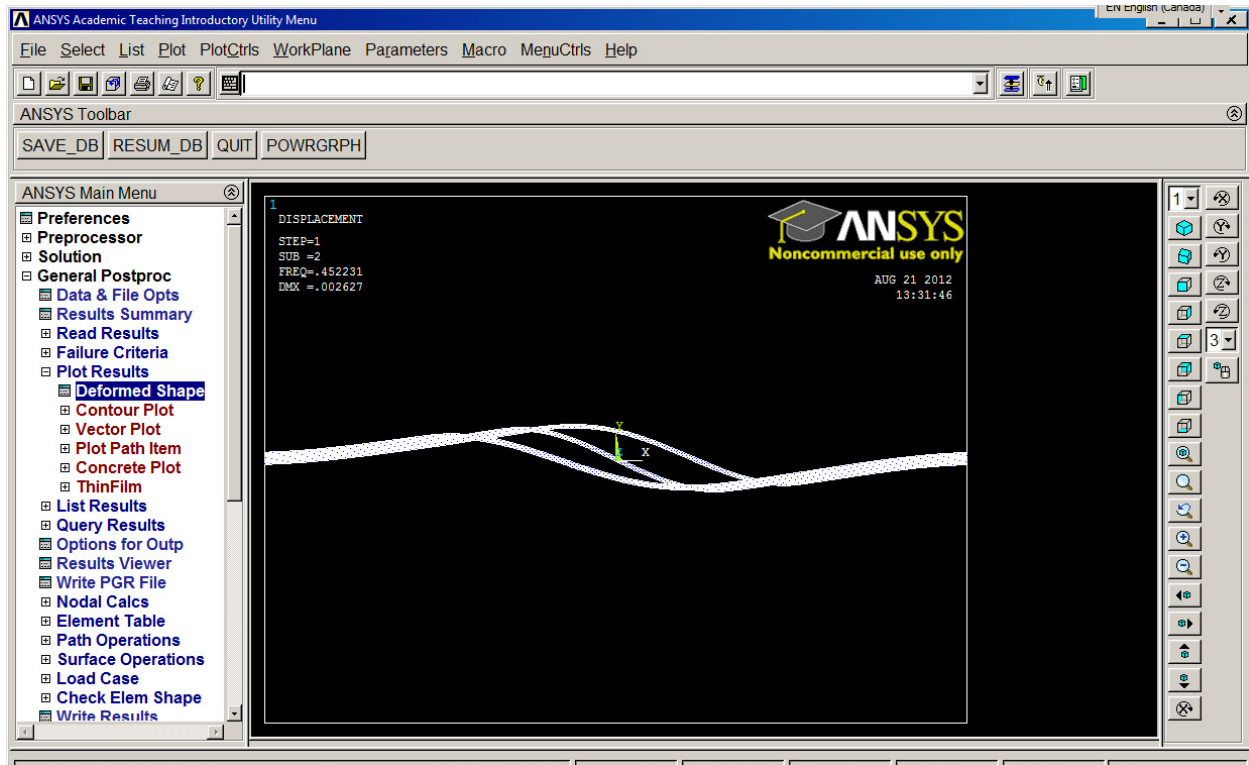 EN English (Canada)
ANSYS Academic Teaching Introductory Utility Menu
File Select List Plot PlotCtrls WorkPlane Parameters Macro MenuCtrls Help
ANSYS Toolbar
SAVE_DB RESUM_DB QUIT POWRGRPH
ANSYS Main Menu
Preferences
Preprocessor
Solution
General Postproc
Data & File Opts
Results Summary
Read Results
Failure Criteria
Plot Results
Deformed Shape
Contour Plot
Vector Plot
Plot Path Item
Concrete Plot
ThinFilm
List Results
Query Results
Options for Outp
Results Viewer
Write PGR File
Nodal Calcs
Element Table
Path Operations
Surface Operations
Load Case
Check Elem Shape
Write Results
1
DISPLACEMENT
STEP=1
SUB =2
FREQ=.452231
DMX =.002627
ANSYS
Noncommercial use only
AUG 21 2012
13:31:46
Y
X
1
3